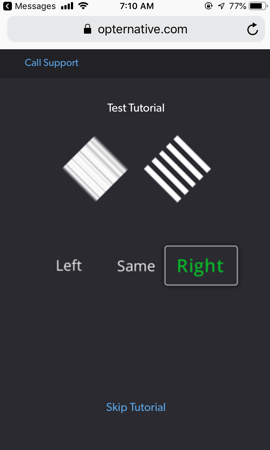 Messages 7:10 AM 77%
opternative.com
Call Support
Test Tutorial
Left Same Right
Skip Tutorial